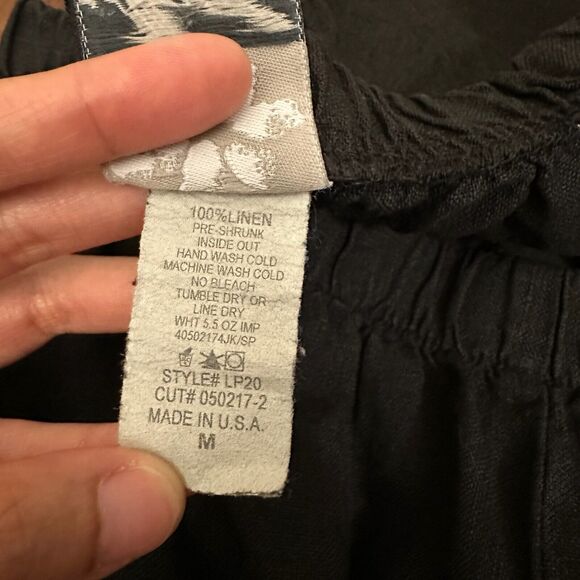 100%LINEN
PRE-SHRUNK
INSIDE OUT
HAND WASH COLD
MACHINE WASH COLD
NO BLEACH
TUMBLE DRY OR
LINE DRY
WHT 5.5 OZ IMP
40502174JK/SP
STYLE# LP20
CUT# 050217-2
MADE IN U.S.A.
M